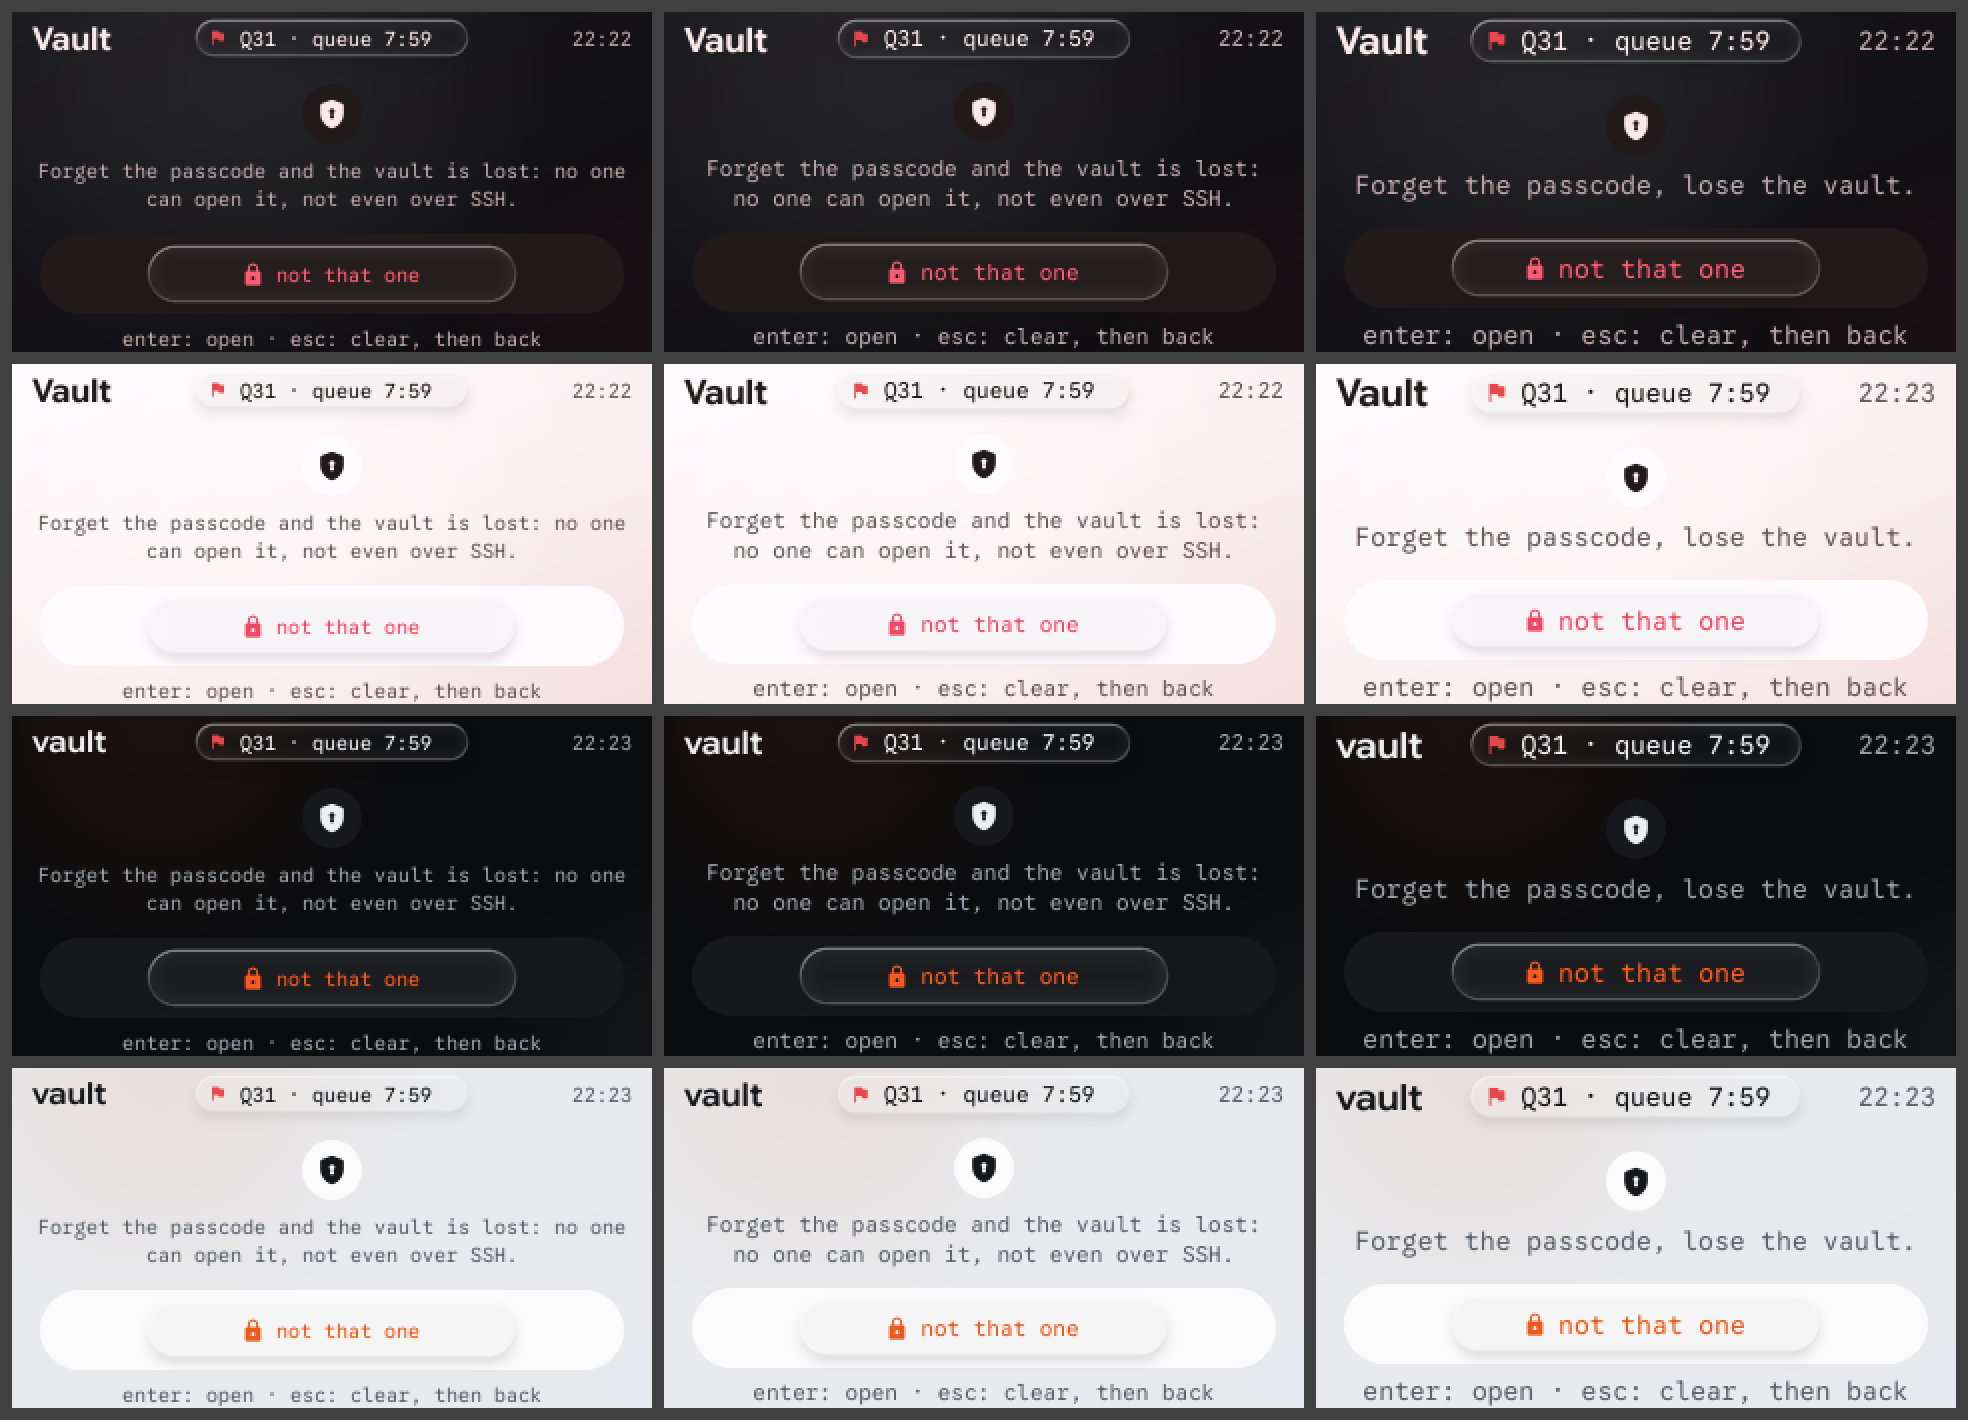 Vault
Q31 · queue 7:59
22:22
Forget the passcode and the vault is lost: no one
can open it, not even over SSH.
not that one
enter: open · esc: clear, then back
Vault
Q31 · queue 7:59
22:22
Forget the passcode and the vault is lost:
no one can open it, not even over SSH.
not that one
enter: open · esc: clear, then back
Vault
Q31 · queue 7:59
22:22
Forget the passcode, lose the vault.
not that one
enter: open · esc: clear, then back
Vault
Q31 · queue 7:59
22:22
Forget the passcode and the vault is lost: no one
can open it, not even over SSH.
not that one
enter: open · esc: clear, then back
Vault
Q31 · queue 7:59
22:22
Forget the passcode and the vault is lost:
no one can open it, not even over SSH.
not that one
enter: open · esc: clear, then back
Vault
Q31 · queue 7:59
22:23
Forget the passcode, lose the vault.
not that one
enter: open · esc: clear, then back
vault
Q31 · queue 7:59
22:23
Forget the passcode and the vault is lost: no one
can open it, not even over SSH.
not that one
enter: open · esc: clear, then back
vault
Q31 · queue 7:59
22:23
Forget the passcode and the vault is lost:
no one can open it, not even over SSH.
not that one
enter: open · esc: clear, then back
vault
Q31 · queue 7:59
22:23
Forget the passcode, lose the vault.
not that one
enter: open · esc: clear, then back
vault
Q31 · queue 7:59
22:23
Forget the passcode and the vault is lost: no one
can open it, not even over SSH.
not that one
enter: open · esc: clear, then back
vault
Q31 · queue 7:59
22:23
Forget the passcode and the vault is lost:
no one can open it, not even over SSH.
not that one
enter: open · esc: clear, then back
vault
Q31 · queue 7:59
22:23
Forget the passcode, lose the vault.
not that one
enter: open · esc: clear, then back